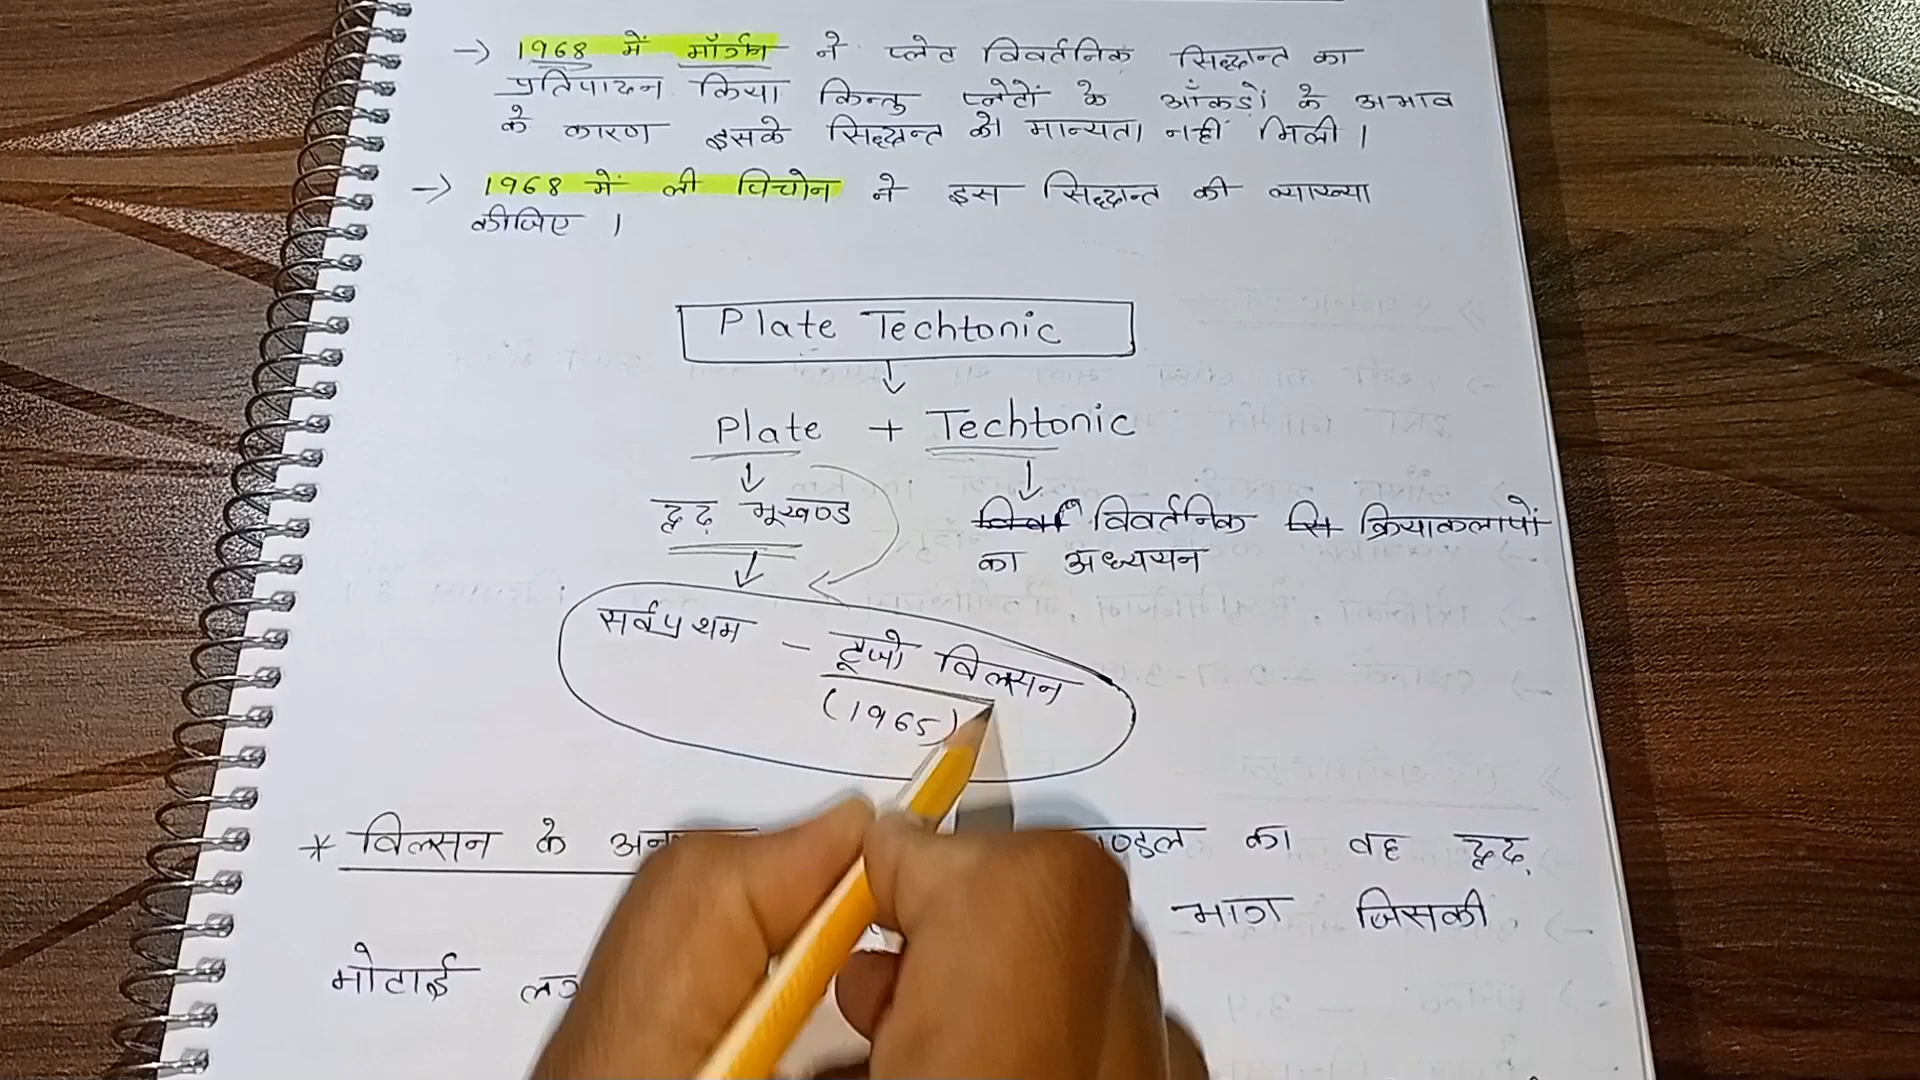 → 1968 में मॉर्गन ने प्लेट विवर्तनिक सिद्धान्त का
प्रतिपादन किया किन्तु प्लेटों के आँकड़ों के अभाव
के कारण इसके सिद्धान्त को मान्यता नहीं मिली ।
→ 1968 में ली पिचोन ने इस सिद्धान्त की व्याख्या
कीजिए ।
Plate Techtonic
Plate + Techtonic
दृढ़ भूखण्ड
विवर्तनिक क्रियाकलापों
का अध्ययन
सर्वप्रथम - टूजो विल्सन
(1965)
* विल्सन के का वह दृढ़
भाग जिसकी
मोटाई